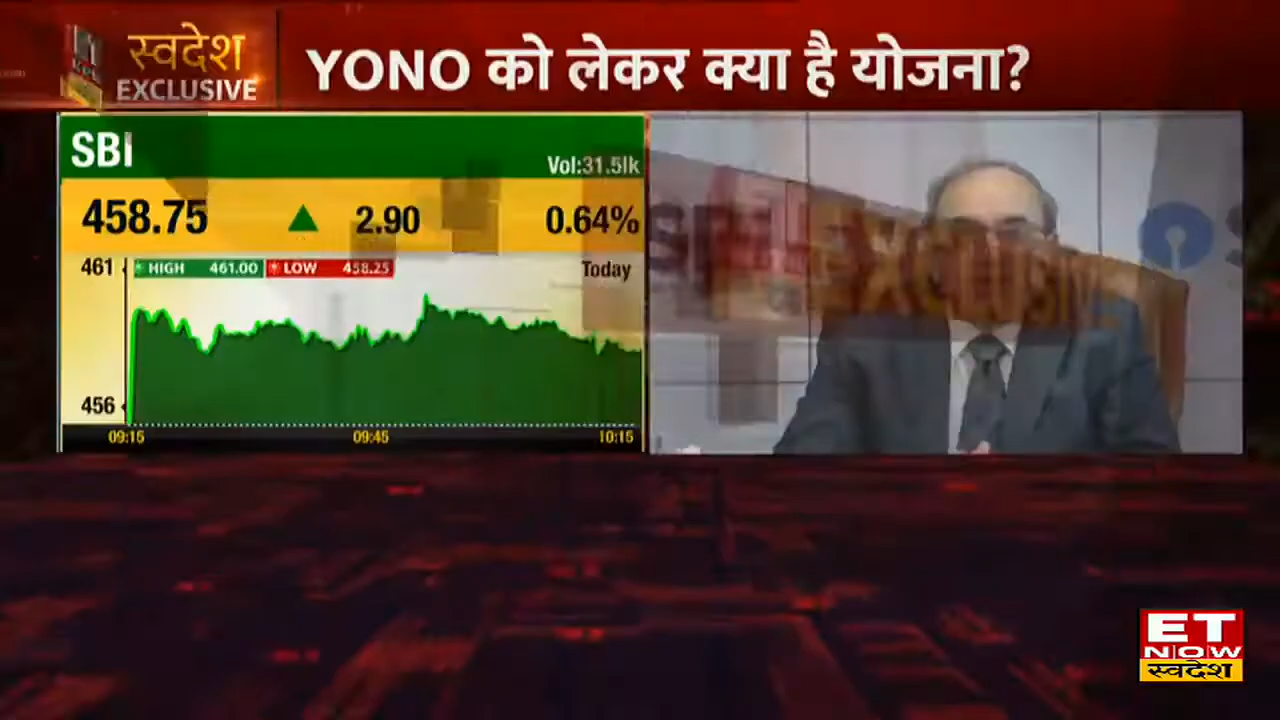 स्वदेश
EXCLUSIVE
YONO को लेकर क्या है योजना?
SBI
Vol:31.5lk
458.75 ▲ 2.90 0.64%
461
HIGH 461.00 LOW 458.25
Today
456
09:15 09:45 10:15
EXCLUSIVE
ET
NOW
स्वदेश